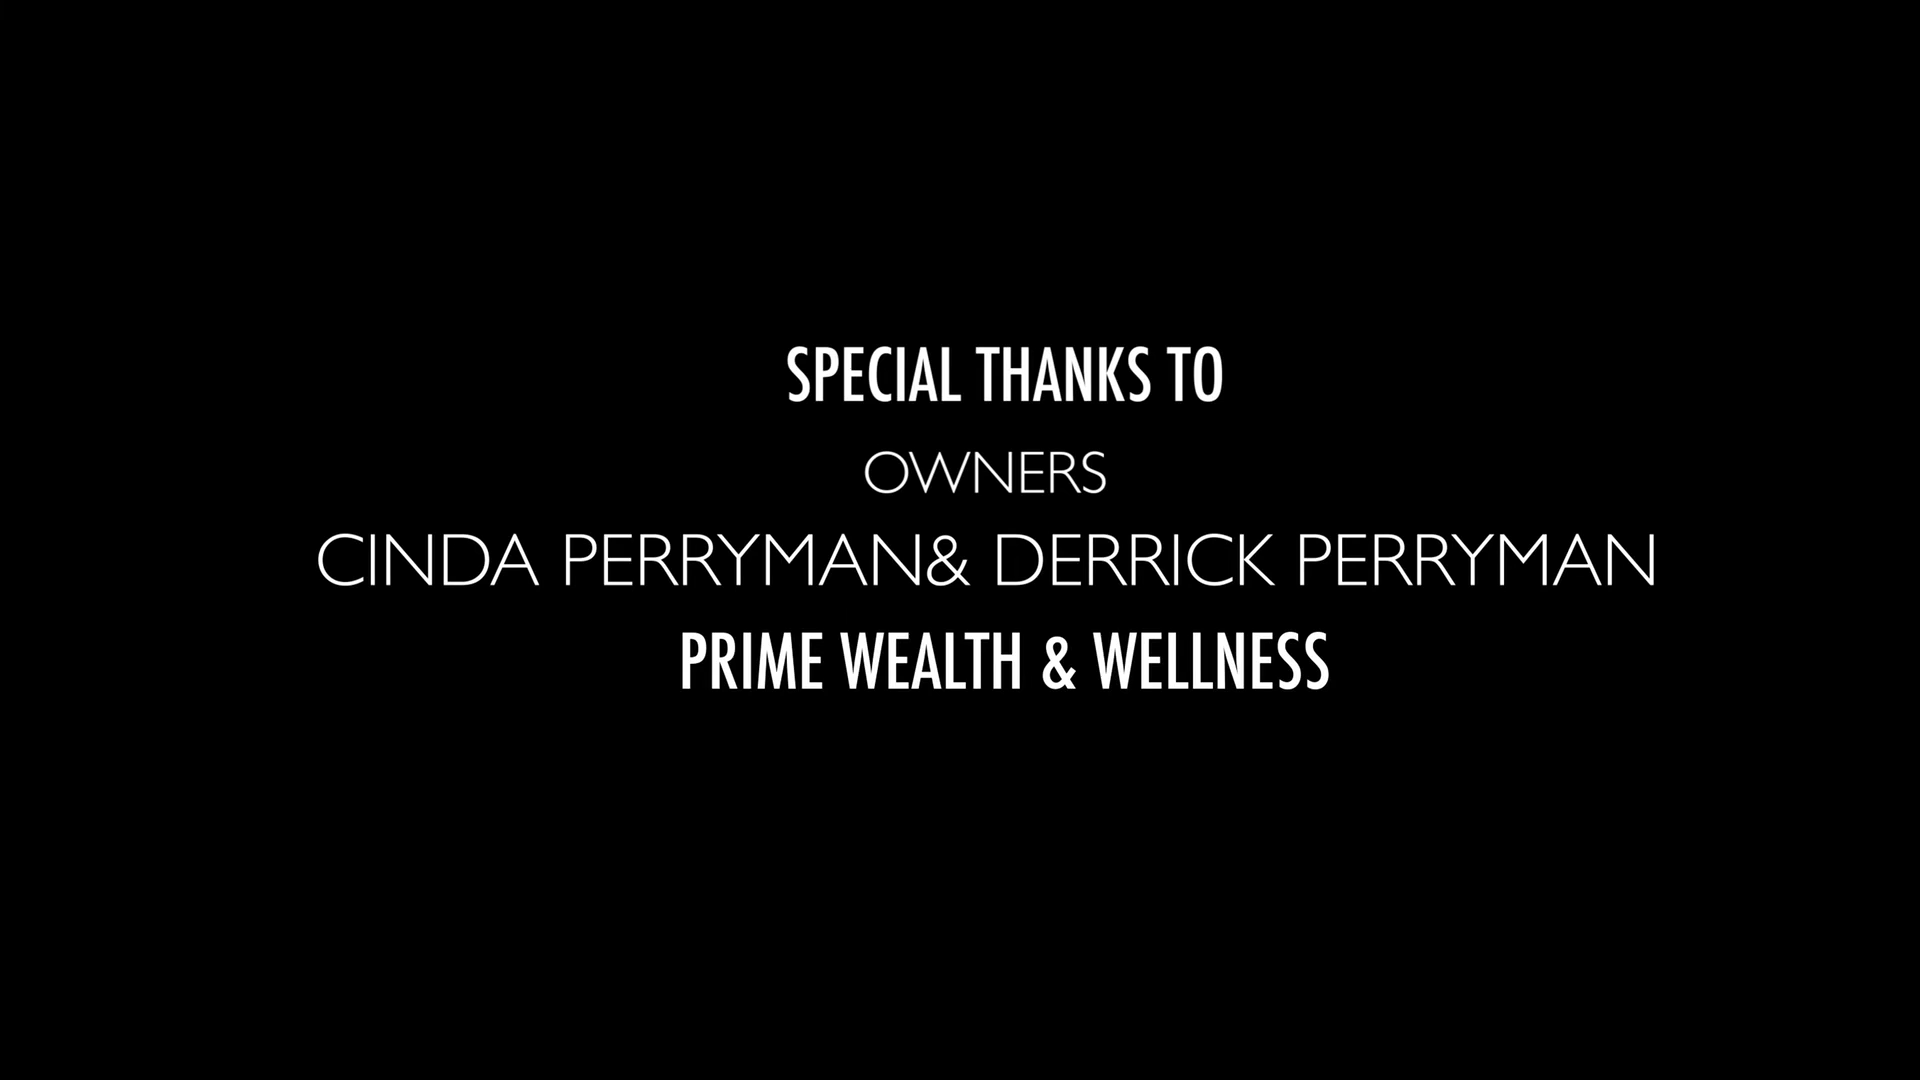 SPECIAL THANKS TO
OWNERS
CINDA PERRYMAN& DERRICK PERRYMAN
PRIME WEALTH & WELLNESS